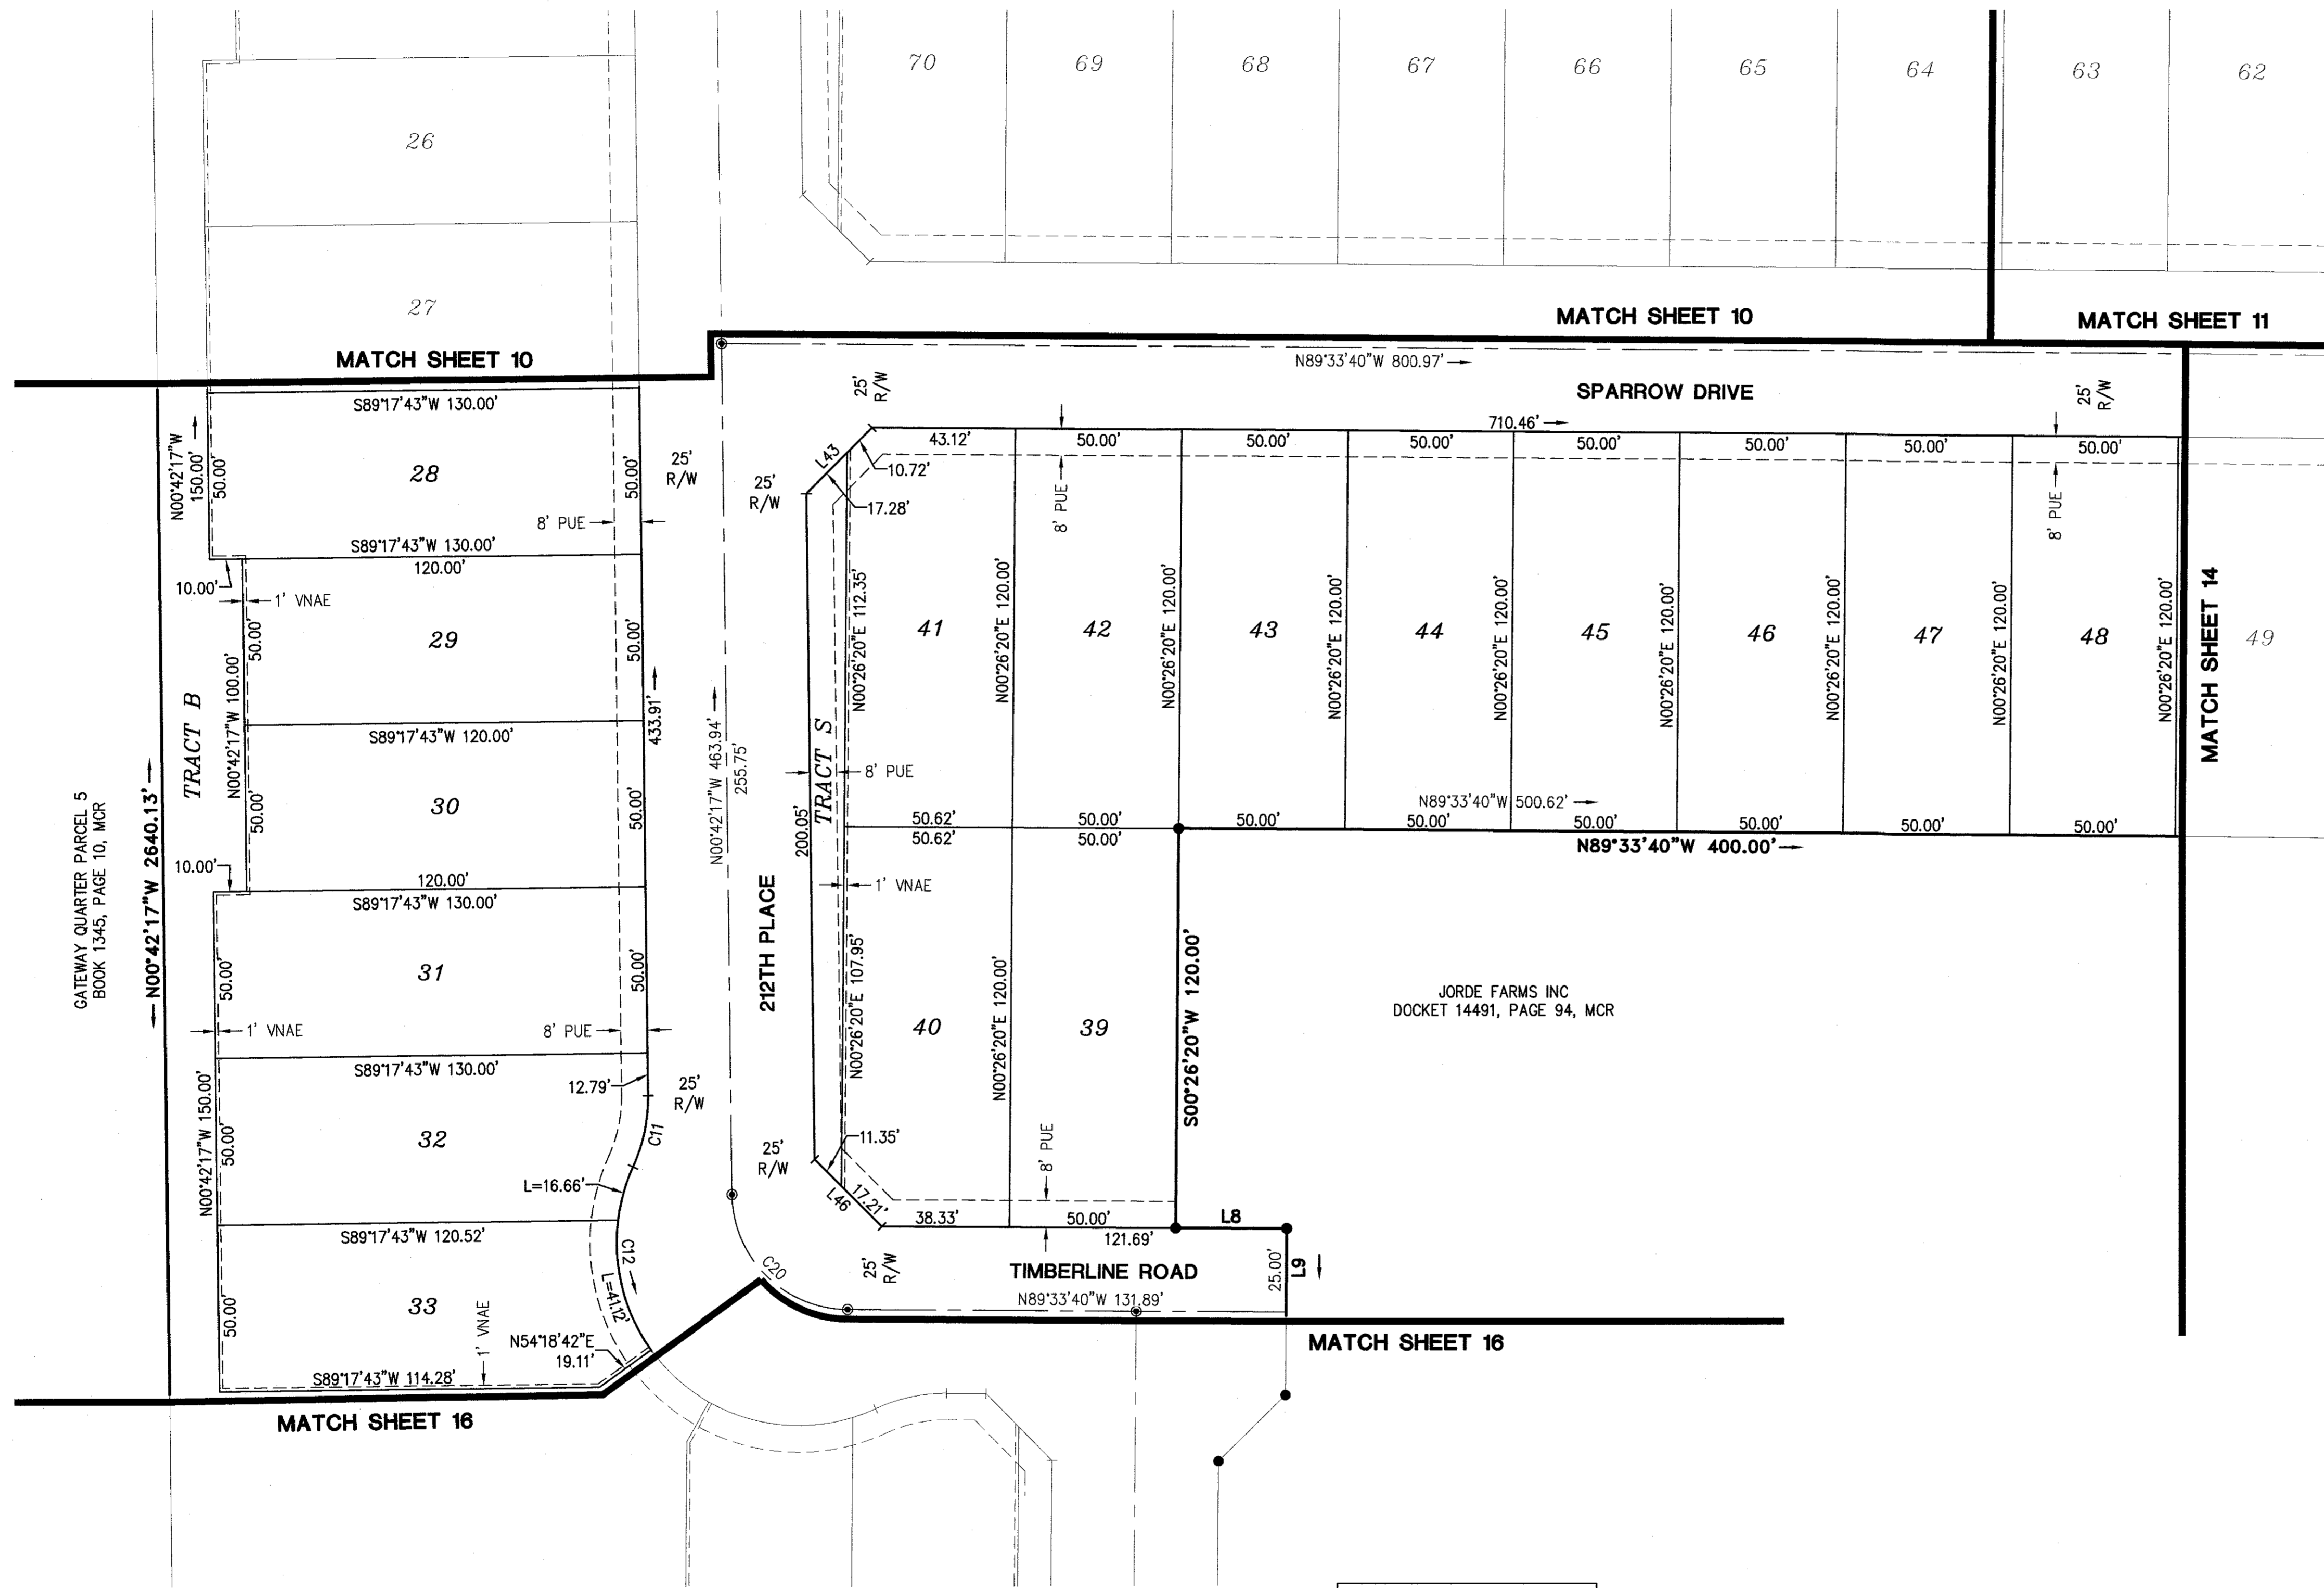 70
69
68
67
66
65
64
63
62
26
27
MATCH SHEET 10
MATCH SHEET 11
MATCH SHEET 10
N89°33'40"W 800.97'
SPARROW DRIVE
25'
R/W
25'
R/W
710.46'
S89°17'43"W 130.00'
N00°42'17"W
150.00'
50.00'
28
50.00'
25'
R/W
25'
R/W
L43
43.12'
50.00'
50.00'
50.00'
50.00'
50.00'
50.00'
50.00'
10.72'
17.28'
8' PUE
8' PUE
8' PUE
S89°17'43"W 130.00'
10.00'
120.00'
1' VNAE
N00°26'20"E 112.35'
N00°26'20"E 120.00'
N00°26'20"E 120.00'
N00°26'20"E 120.00'
N00°26'20"E 120.00'
N00°26'20"E 120.00'
N00°26'20"E 120.00'
N00°26'20"E 120.00'
N00°26'20"E 120.00'
MATCH SHEET 14
50.00'
29
50.00'
41
42
43
44
45
46
47
48
49
TRACT B
N00°42'17"W 100.00'
433.91'
S89°17'43"W 120.00'
N00°42'17"W 463.94'
255.75'
TRACT S
8' PUE
200.05'
50.00'
30
50.00'
N89°33'40"W 500.62'
50.62'
50.00'
50.00'
50.00'
50.00'
50.00'
50.00'
50.00'
50.62'
50.00'
N89°33'40"W 400.00'
GATEWAY QUARTER PARCEL 5
BOOK 1345, PAGE 10, MCR
N00°42'17"W 2640.13'
10.00'
120.00'
S89°17'43"W 130.00'
1' VNAE
212TH PLACE
50.00'
31
50.00'
N00°26'20"E 107.95'
40
N00°26'20"E 120.00'
39
S00°26'20"W 120.00'
JORDE FARMS INC
DOCKET 14491, PAGE 94, MCR
1' VNAE
8' PUE
S89°17'43"W 130.00'
12.79'
25'
R/W
N00°42'17"W 150.00'
50.00'
32
C11
25'
R/W
11.35'
8' PUE
L=16.66'
L46
17.21'
38.33'
50.00'
121.69'
L8
S89°17'43"W 120.52'
C12
L=41.12'
C20
25'
R/W
TIMBERLINE ROAD
25.00'
L9
N89°33'40"W 131.89'
50.00'
33
1' VNAE
N54°18'42"E
19.11'
S89°17'43"W 114.28'
MATCH SHEET 16
MATCH SHEET 16